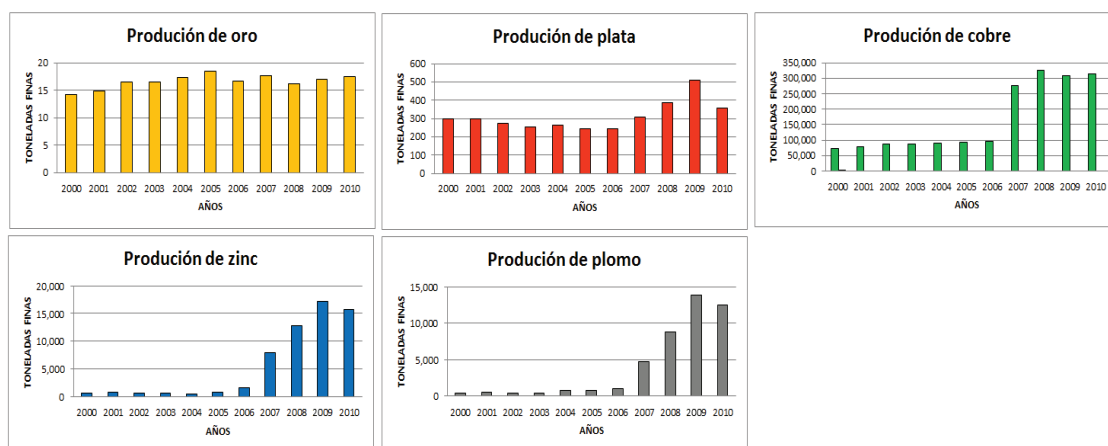 Produción de oro
TONELADAS FINAS
20
15
10
5
0
2000 2001 2002 2003 2004 2005 2006 2007 2008 2009 2010
AÑOS
Produción de plata
TONELADAS FINAS
600
500
400
300
200
100
0
2000 2001 2002 2003 2004 2005 2006 2007 2008 2009 2010
AÑOS
Produción de cobre
TONELADAS FINAS
350,000
300,000
250,000
200,000
150,000
100,000
50,000
0
2000 2001 2002 2003 2004 2005 2006 2007 2008 2009 2010
AÑOS
Produción de zinc
TONELADAS FINAS
20,000
15,000
10,000
5,000
0
2000 2001 2002 2003 2004 2005 2006 2007 2008 2009 2010
AÑOS
Produción de plomo
TONELADAS FINAS
15,000
10,000
5,000
0
2000 2001 2002 2003 2004 2005 2006 2007 2008 2009 2010
AÑOS